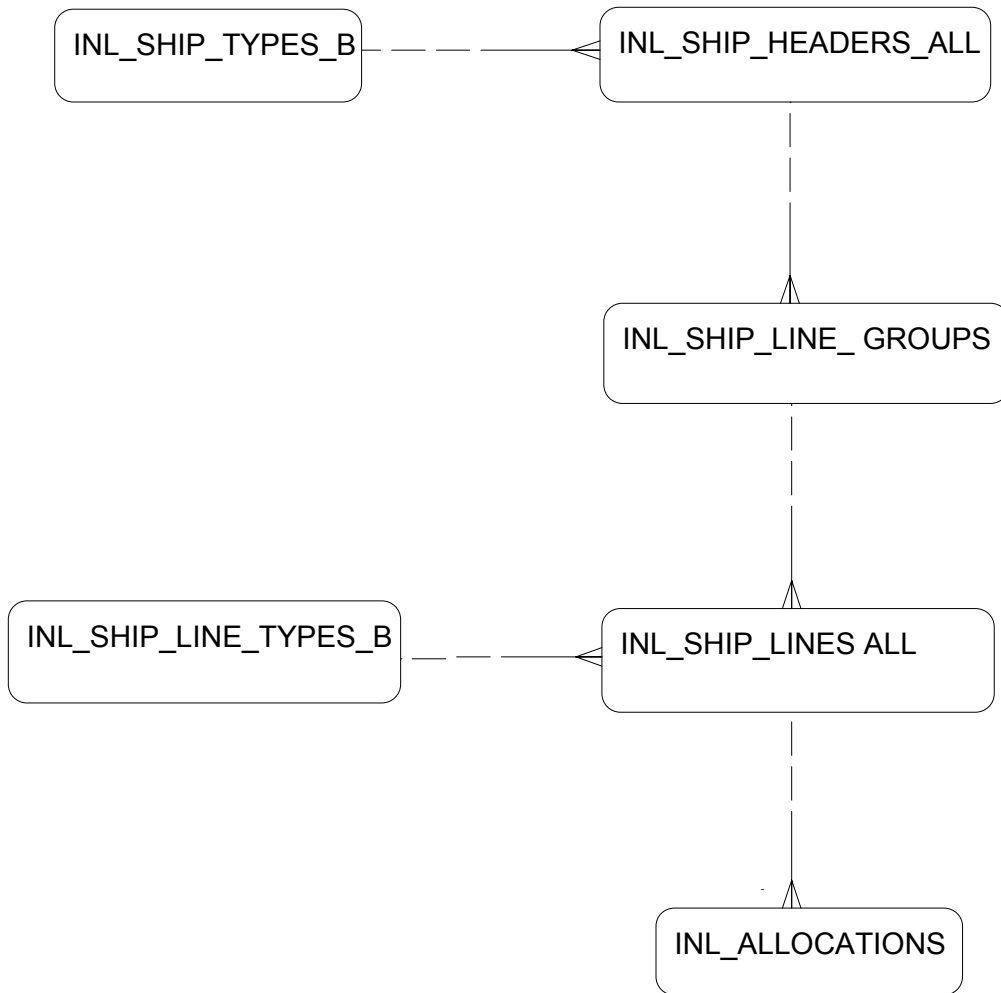 INL_SHIP_TYPES_B
INL_SHIP_HEADERS_ALL
INL_SHIP_LINE_ GROUPS
INL_SHIP_LINE_TYPES_B
INL_SHIP_LINES ALL
INL_ALLOCATIONS